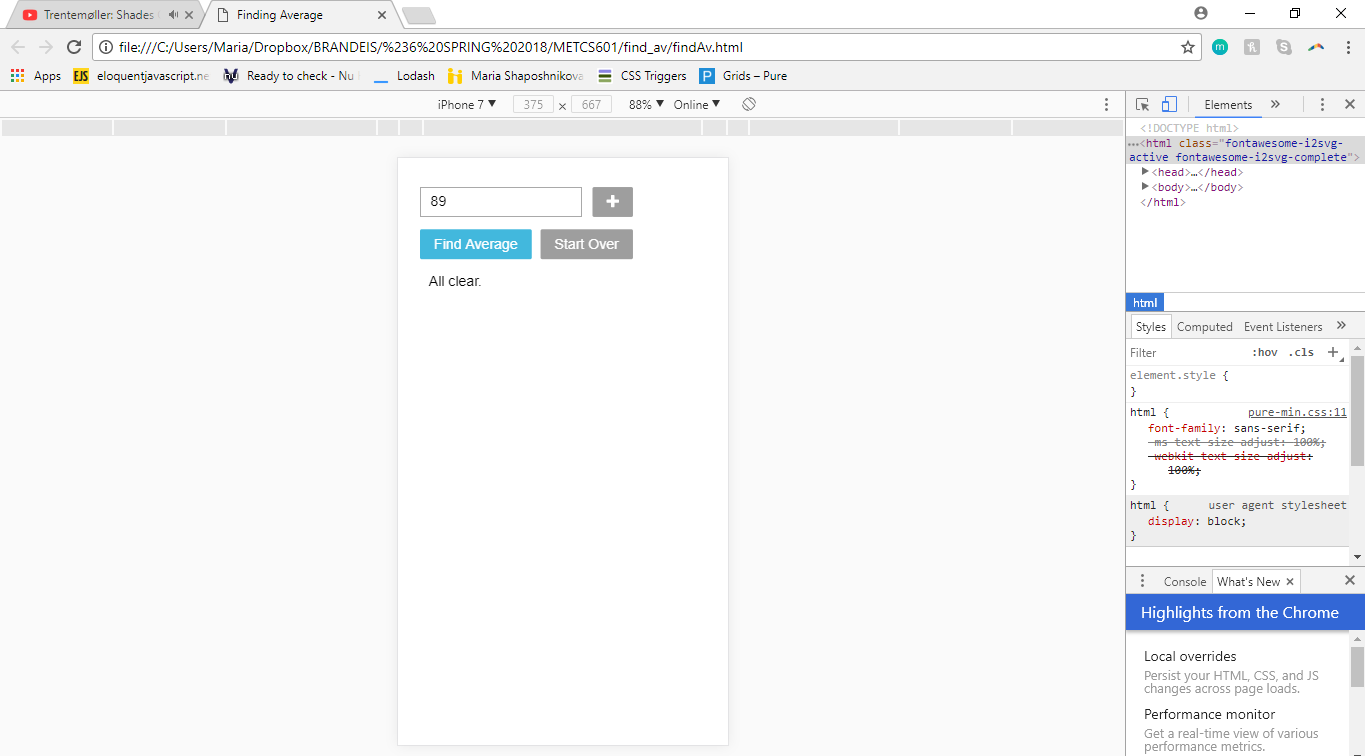 Trentemøller: Shades
Finding Average
file:///C:/Users/Maria/Dropbox/BRANDEIS/%236%20SPRING%202018/METCS601/find_av/findAv.html
Apps EJS eloquentjavascript.ne nu Ready to check - Nu Lodash Maria Shaposhnikova CSS Triggers P Grids – Pure
iPhone 7 ▼ 375 x 667 88% ▼ Online ▼
Elements »
<!DOCTYPE html>
•••<html class="fontawesome-i2svg-
active fontawesome-i2svg-complete">
▶<head>…</head>
▶<body>…</body>
</html>
89 +
Find Average Start Over
All clear.
html
Styles Computed Event Listeners »
Filter :hov .cls +
element.style {
}
html { pure-min.css:11
font-family: sans-serif;
-ms-text-size-adjust: 100%;
-webkit-text-size-adjust:
100%;
}
html { user agent stylesheet
display: block;
}
Console What's New ×
Highlights from the Chrome
Local overrides
Persist your HTML, CSS, and JS
changes across page loads.
Performance monitor
Get a real-time view of various
performance metrics.